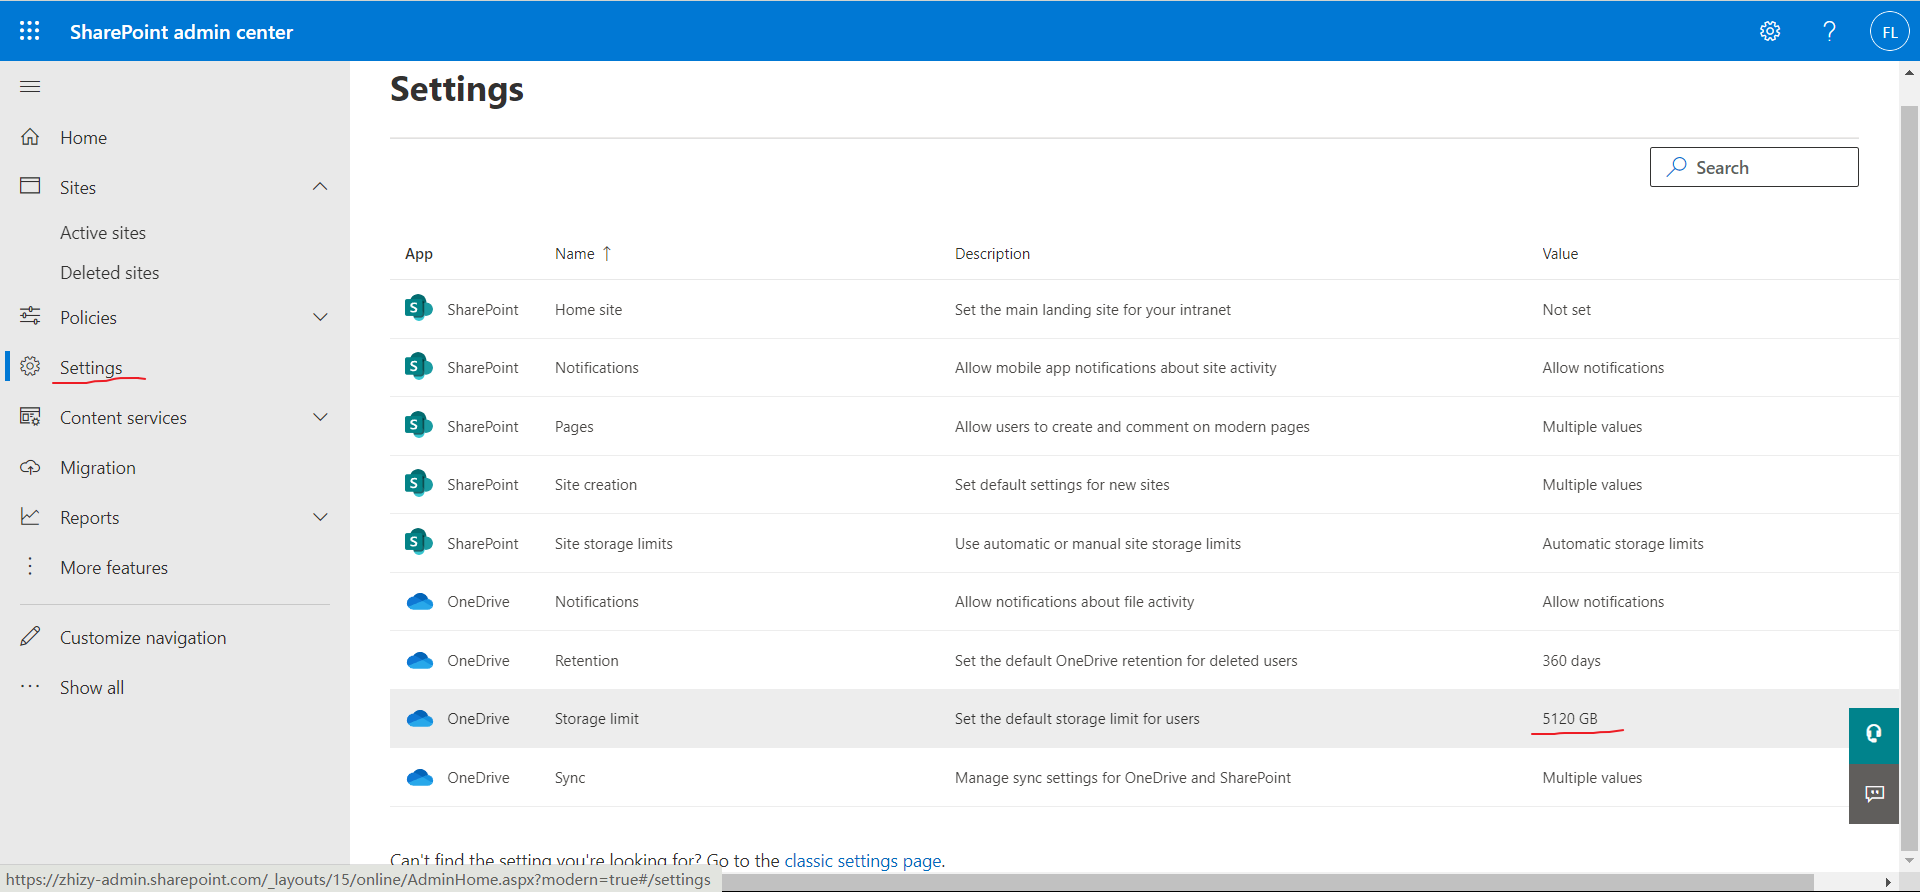 SharePoint admin center
?
FL
Home
Sites
Active sites
Deleted sites
Policies
Settings
Content services
Migration
Reports
More features
Customize navigation
Show all
Settings
Search
App Name ↑ Description Value
S SharePoint Home site Set the main landing site for your intranet Not set
S SharePoint Notifications Allow mobile app notifications about site activity Allow notifications
S SharePoint Pages Allow users to create and comment on modern pages Multiple values
S SharePoint Site creation Set default settings for new sites Multiple values
S SharePoint Site storage limits Use automatic or manual site storage limits Automatic storage limits
OneDrive Notifications Allow notifications about file activity Allow notifications
OneDrive Retention Set the default OneDrive retention for deleted users 360 days
OneDrive Storage limit Set the default storage limit for users 5120 GB
OneDrive Sync Manage sync settings for OneDrive and SharePoint Multiple values
Can't find the setting you're looking for? Go to the classic settings page.
https://zhizy-admin.sharepoint.com/_layouts/15/online/AdminHome.aspx?modern=true#/settings